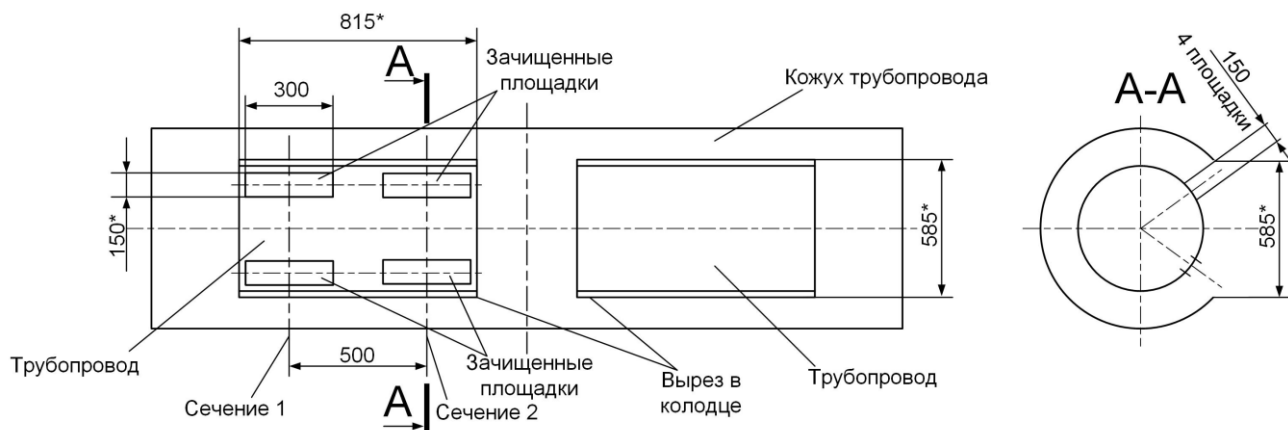 815*
А
Зачищенные
площадки
300
Кожух трубопровода
А-А
150
4 площадки
150*
585*
585*
Трубопровод
500
Зачищенные
площадки
Вырез в
колодце
Трубопровод
Сечение 1
А
Сечение 2